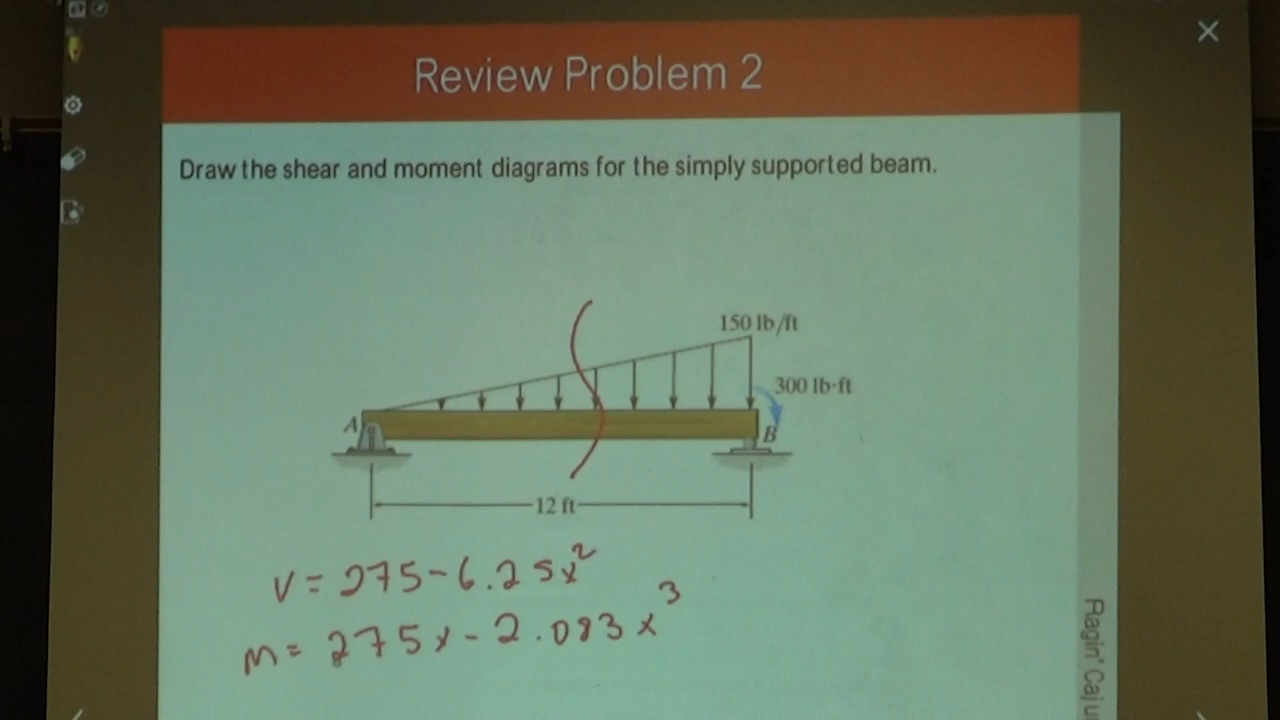 Review Problem 2
Draw the shear and moment diagrams for the simply supported beam.
150 lb/ft
300 lb·ft
A
B
12 ft
V = 275 - 6.25x²
M = 275x - 2.083x³
Ragin' Caju